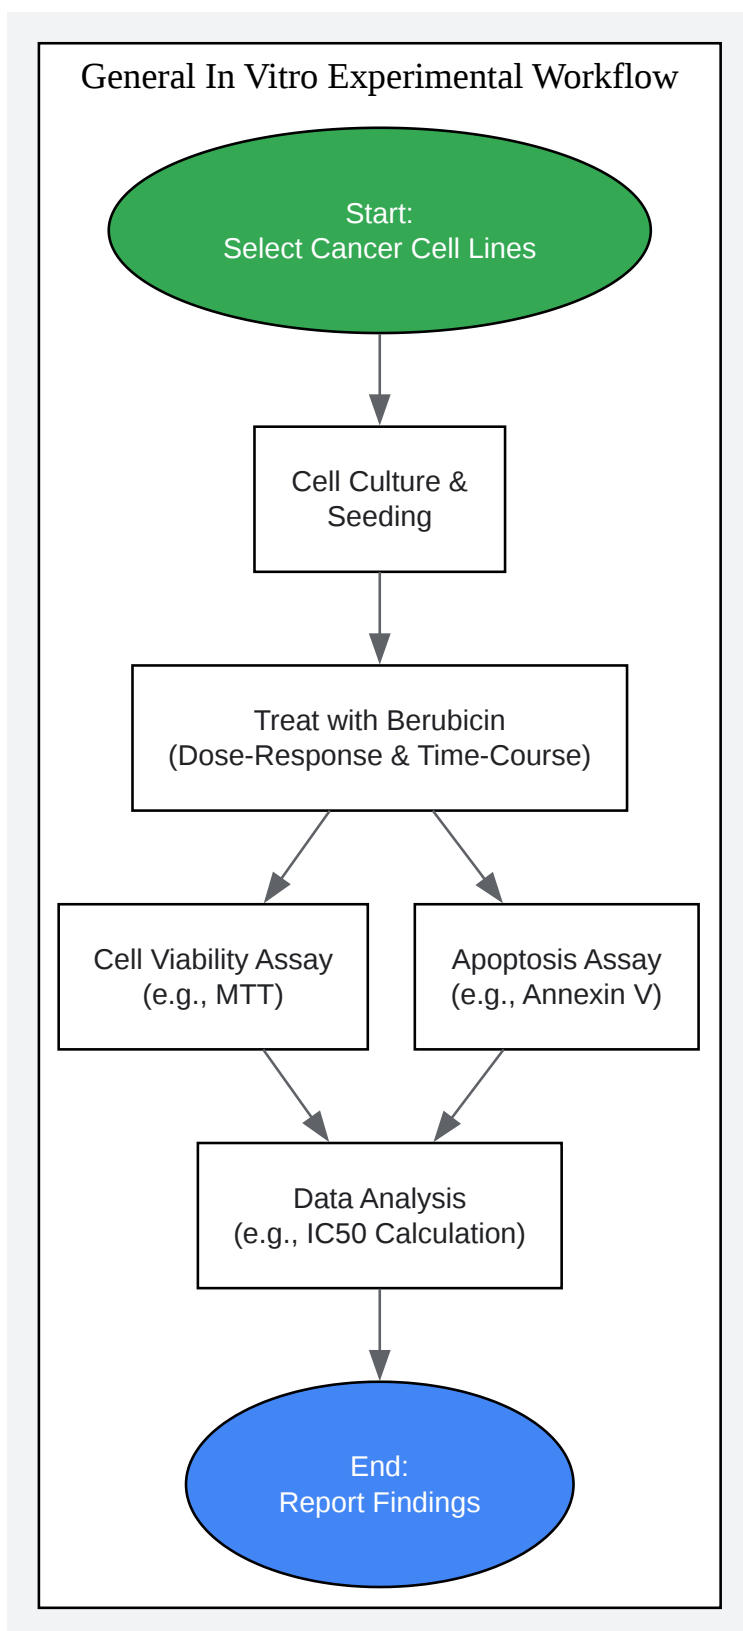 General In Vitro Experimental Workflow
Start:
Select Cancer Cell Lines
Cell Culture &
Seeding
Treat with Berubicin
(Dose-Response & Time-Course)
Cell Viability Assay
(e.g., MTT)
Apoptosis Assay
(e.g., Annexin V)
Data Analysis
(e.g., IC50 Calculation)
End:
Report Findings